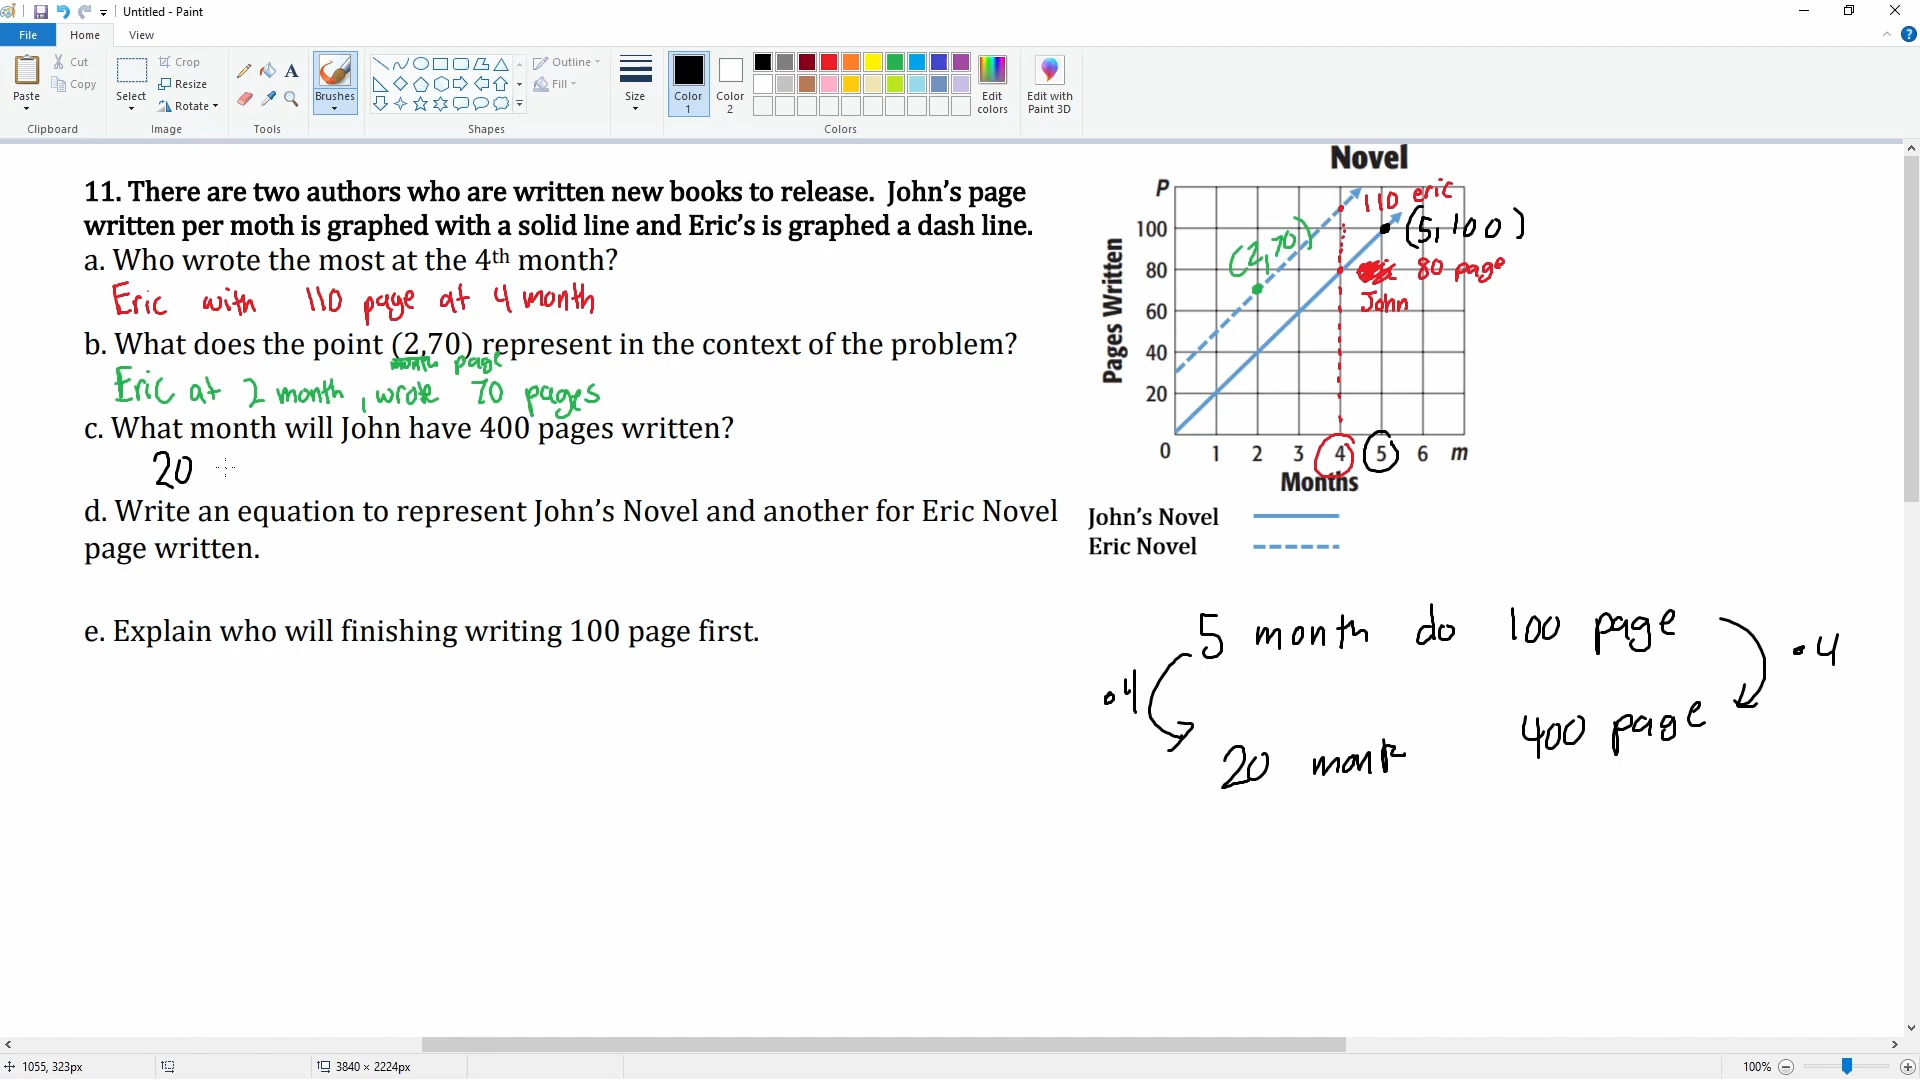 Untitled - Paint
File Home View
Paste
Cut
Copy
Clipboard
Select
Crop
Resize
Rotate
Image
Tools
Brushes
Shapes
Outline
Fill
Size
Color 1
Color 2
Edit colors
Colors
Edit with Paint 3D
11. There are two authors who are written new books to release. John's page
written per moth is graphed with a solid line and Eric's is graphed a dash line.
a. Who wrote the most at the 4th month?
Eric with 110 page at 4 month
b. What does the point (2,70) represent in the context of the problem?
month page
Eric at 2 month, wrote 70 pages
c. What month will John have 400 pages written?
20
d. Write an equation to represent John's Novel and another for Eric Novel
page written.
e. Explain who will finishing writing 100 page first.
Novel
P
Pages Written
100
80
60
40
20
0 1 2 3 4 5 6 m
Months
110 eric
(5,100)
(2,70)
80 page
John
John's Novel
Eric Novel
5 month do 100 page
•4
•4
400 page
20 month
1055, 323px
3840 × 2224px
100%